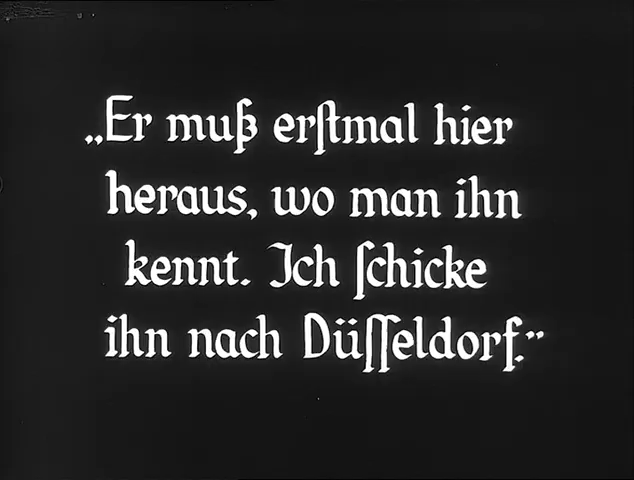 „Er muß erſtmal hier
heraus, wo man ihn
kennt. Ich ſchicke
ihn nach Düſſeldorf.”